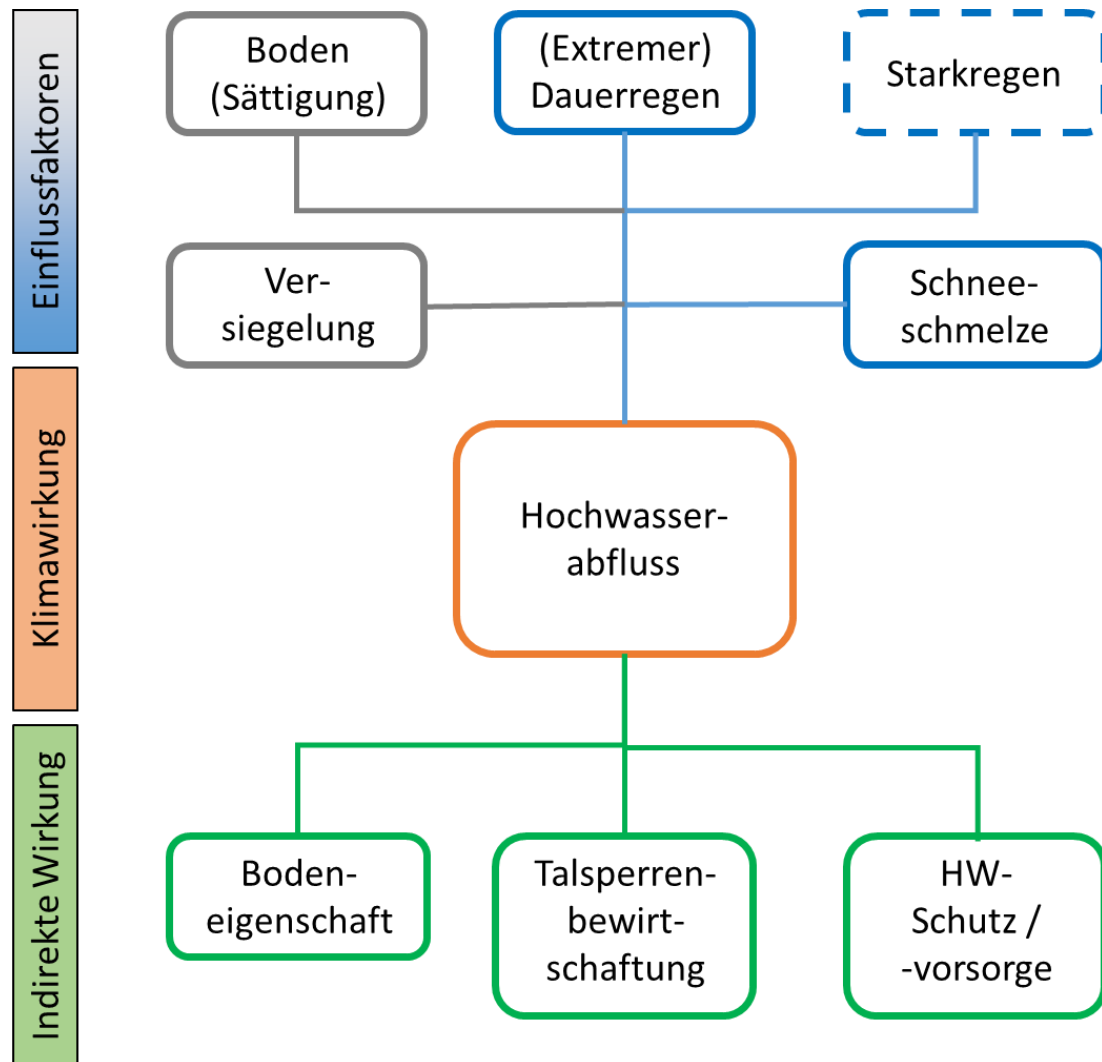 Einflussfaktoren
Boden
(Sättigung)
(Extremer)
Dauerregen
Starkregen
Ver-
siegelung
Schnee-
schmelze
Klimawirkung
Hochwasser-
abfluss
Indirekte Wirkung
Boden-
eigenschaft
Talsperren-
bewirt-
schaftung
HW-
Schutz /
-vorsorge